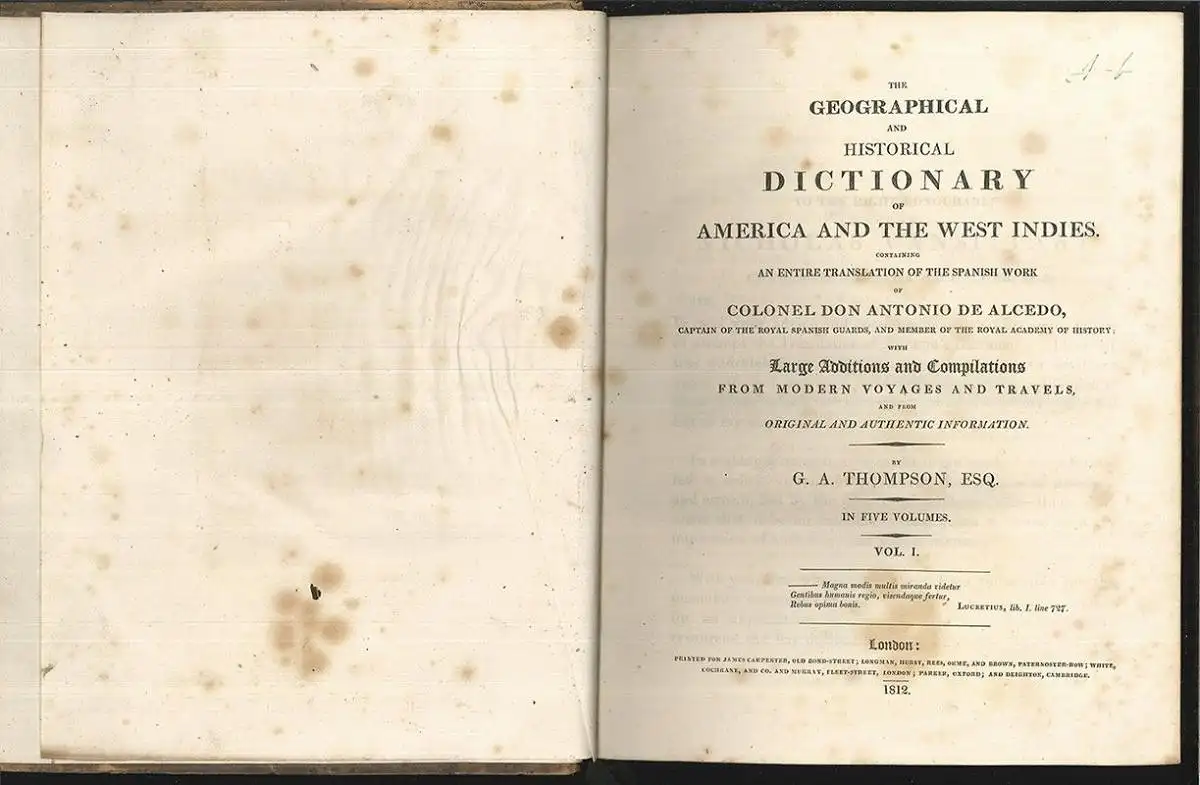 THE
GEOGRAPHICAL
AND
HISTORICAL
DICTIONARY
OF
AMERICA AND THE WEST INDIES.
CONTAINING
AN ENTIRE TRANSLATION OF THE SPANISH WORK
OF
COLONEL DON ANTONIO DE ALCEDO,
CAPTAIN OF THE ROYAL SPANISH GUARDS, AND MEMBER OF THE ROYAL ACADEMY OF HISTORY:
WITH
Large Additions and Compilations
FROM MODERN VOYAGES AND TRAVELS,
AND FROM
ORIGINAL AND AUTHENTIC INFORMATION.
BY
G. A. THOMPSON, ESQ.
IN FIVE VOLUMES.
VOL. I.
Magna modis multis miranda videtur
Gentibus humanis regio, visendaque fertur,
Rebus opima bonis. LUCRETIUS, lib. I. line 727.
London:
PRINTED FOR JAMES CARPENTER, OLD BOND-STREET; LONGMAN, HURST, REES, ORME, AND BROWN, PATERNOSTER-ROW; WHITE,
COCHRANE, AND CO. AND MURRAY, FLEET-STREET, LONDON; PARKER, OXFORD; AND DEIGHTON, CAMBRIDGE.
1812.